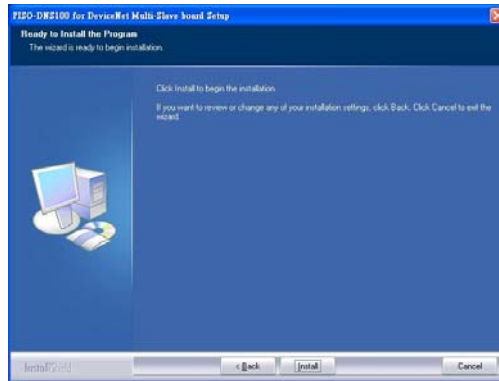 PISO-DNS100 for DeviceNet Multi-Slave board Setup
Ready to Install the Program
The wizard is ready to begin installation.
Click Install to begin the installation.
If you want to review or change any of your installation settings, click Back. Click Cancel to exit the
wizard.
InstallShield
< Back
Install
Cancel